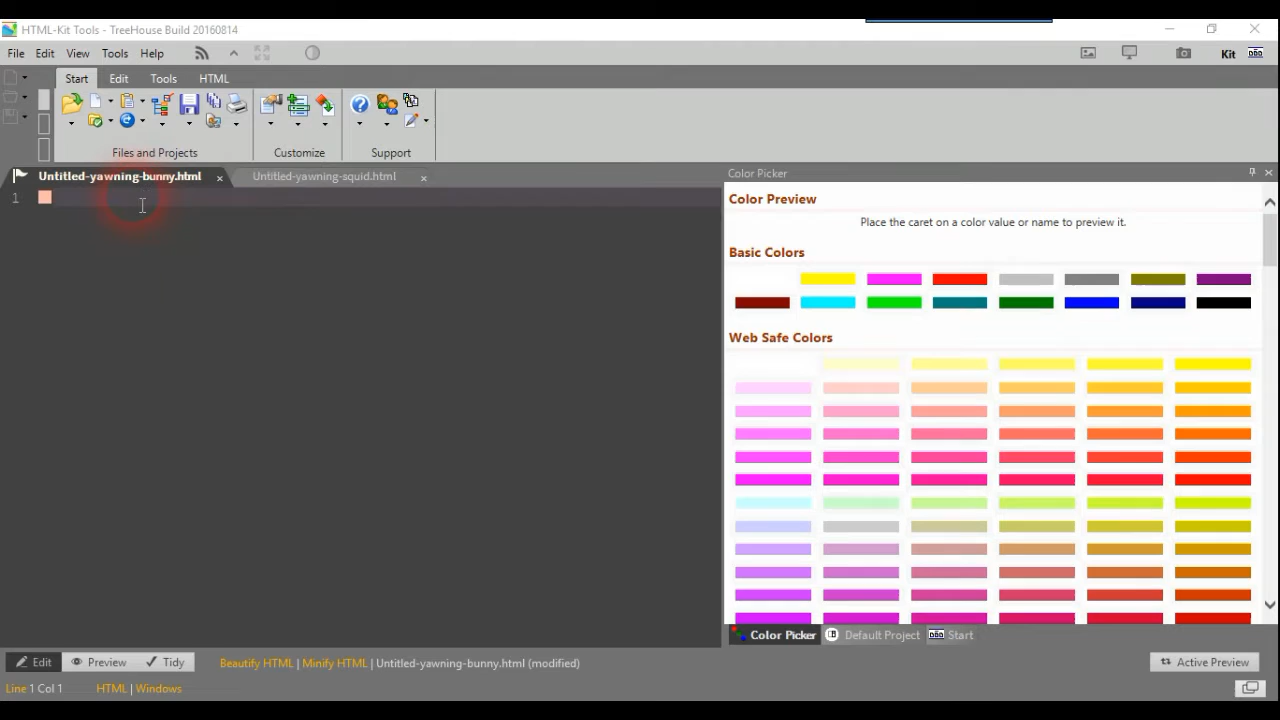 HTML-Kit Tools - TreeHouse Build 20160814
File Edit View Tools Help
Kit
Start Edit Tools HTML
Files and Projects Customize Support
Untitled-yawning-bunny.html × Untitled-yawning-squid.html ×
1
Color Picker
Color Preview
Place the caret on a color value or name to preview it.
Basic Colors
Web Safe Colors
Color Picker Default Project Start
Edit Preview Tidy Beautify HTML | Minify HTML | Untitled-yawning-bunny.html (modified) Active Preview
Line 1 Col 1 HTML | Windows